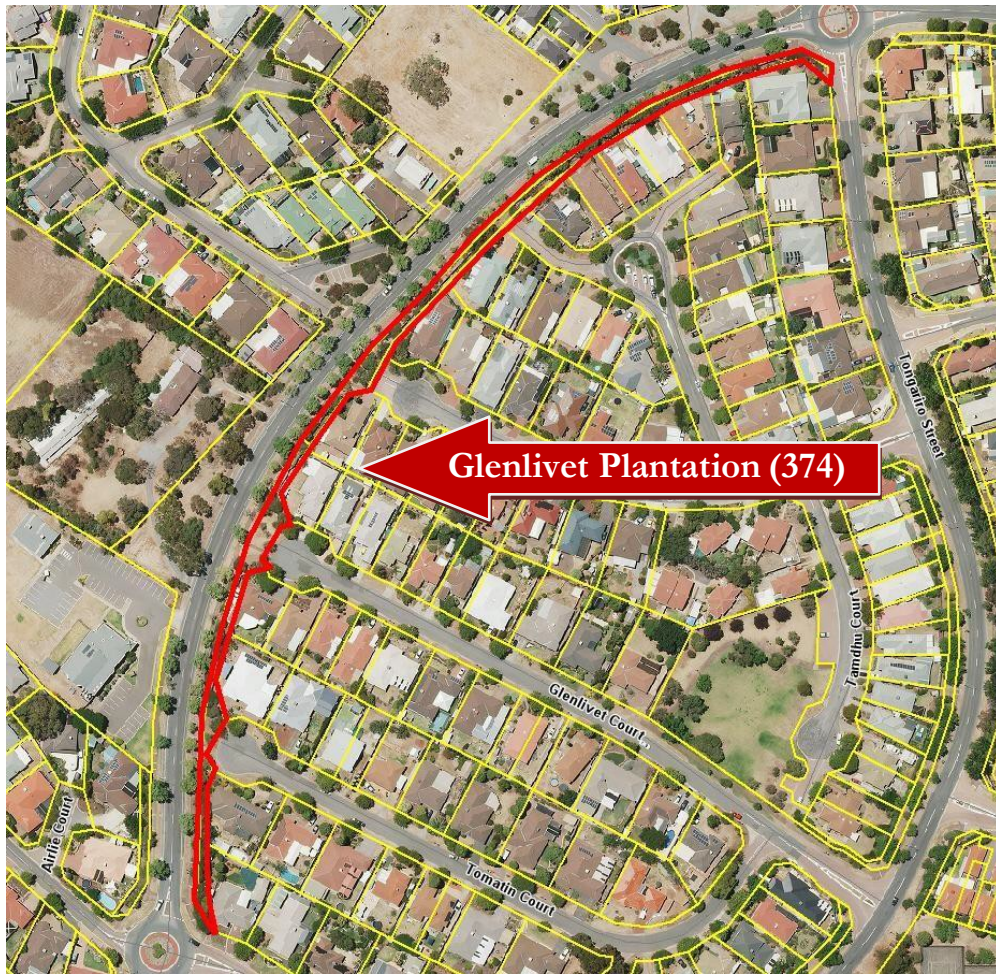 Tongariro Street
Glenlivet Plantation (374)
Tamdhu Court
Glenlivet Court
Airlie Court
Tomatin Court